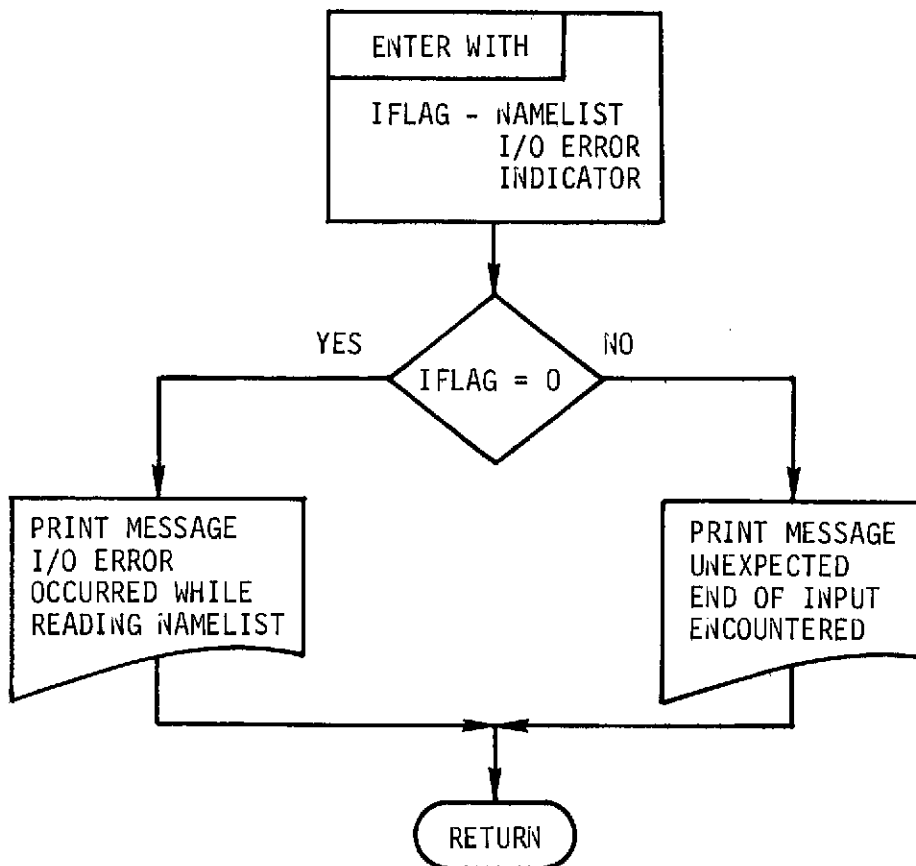 ENTER WITH
IFLAG - NAMELIST
I/O ERROR
INDICATOR
YES
NO
IFLAG = 0
PRINT MESSAGE
I/O ERROR
OCCURRED WHILE
READING NAMELIST
PRINT MESSAGE
UNEXPECTED
END OF INPUT
ENCOUNTERED
RETURN